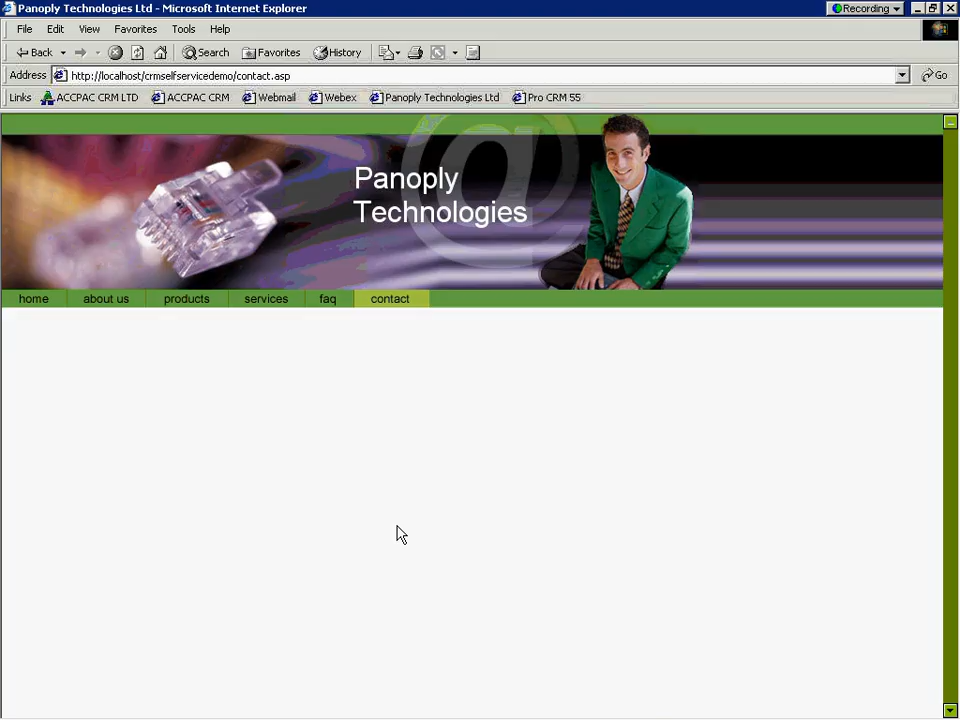 Panoply Technologies Ltd - Microsoft Internet Explorer
Recording
File Edit View Favorites Tools Help
Back Search Favorites History
Address http://localhost/crmselfservicedemo/contact.asp Go
Links ACCPAC CRM LTD ACCPAC CRM Webmail Webex Panoply Technologies Ltd Pro CRM 55
@
Panoply
Technologies
home about us products services faq contact